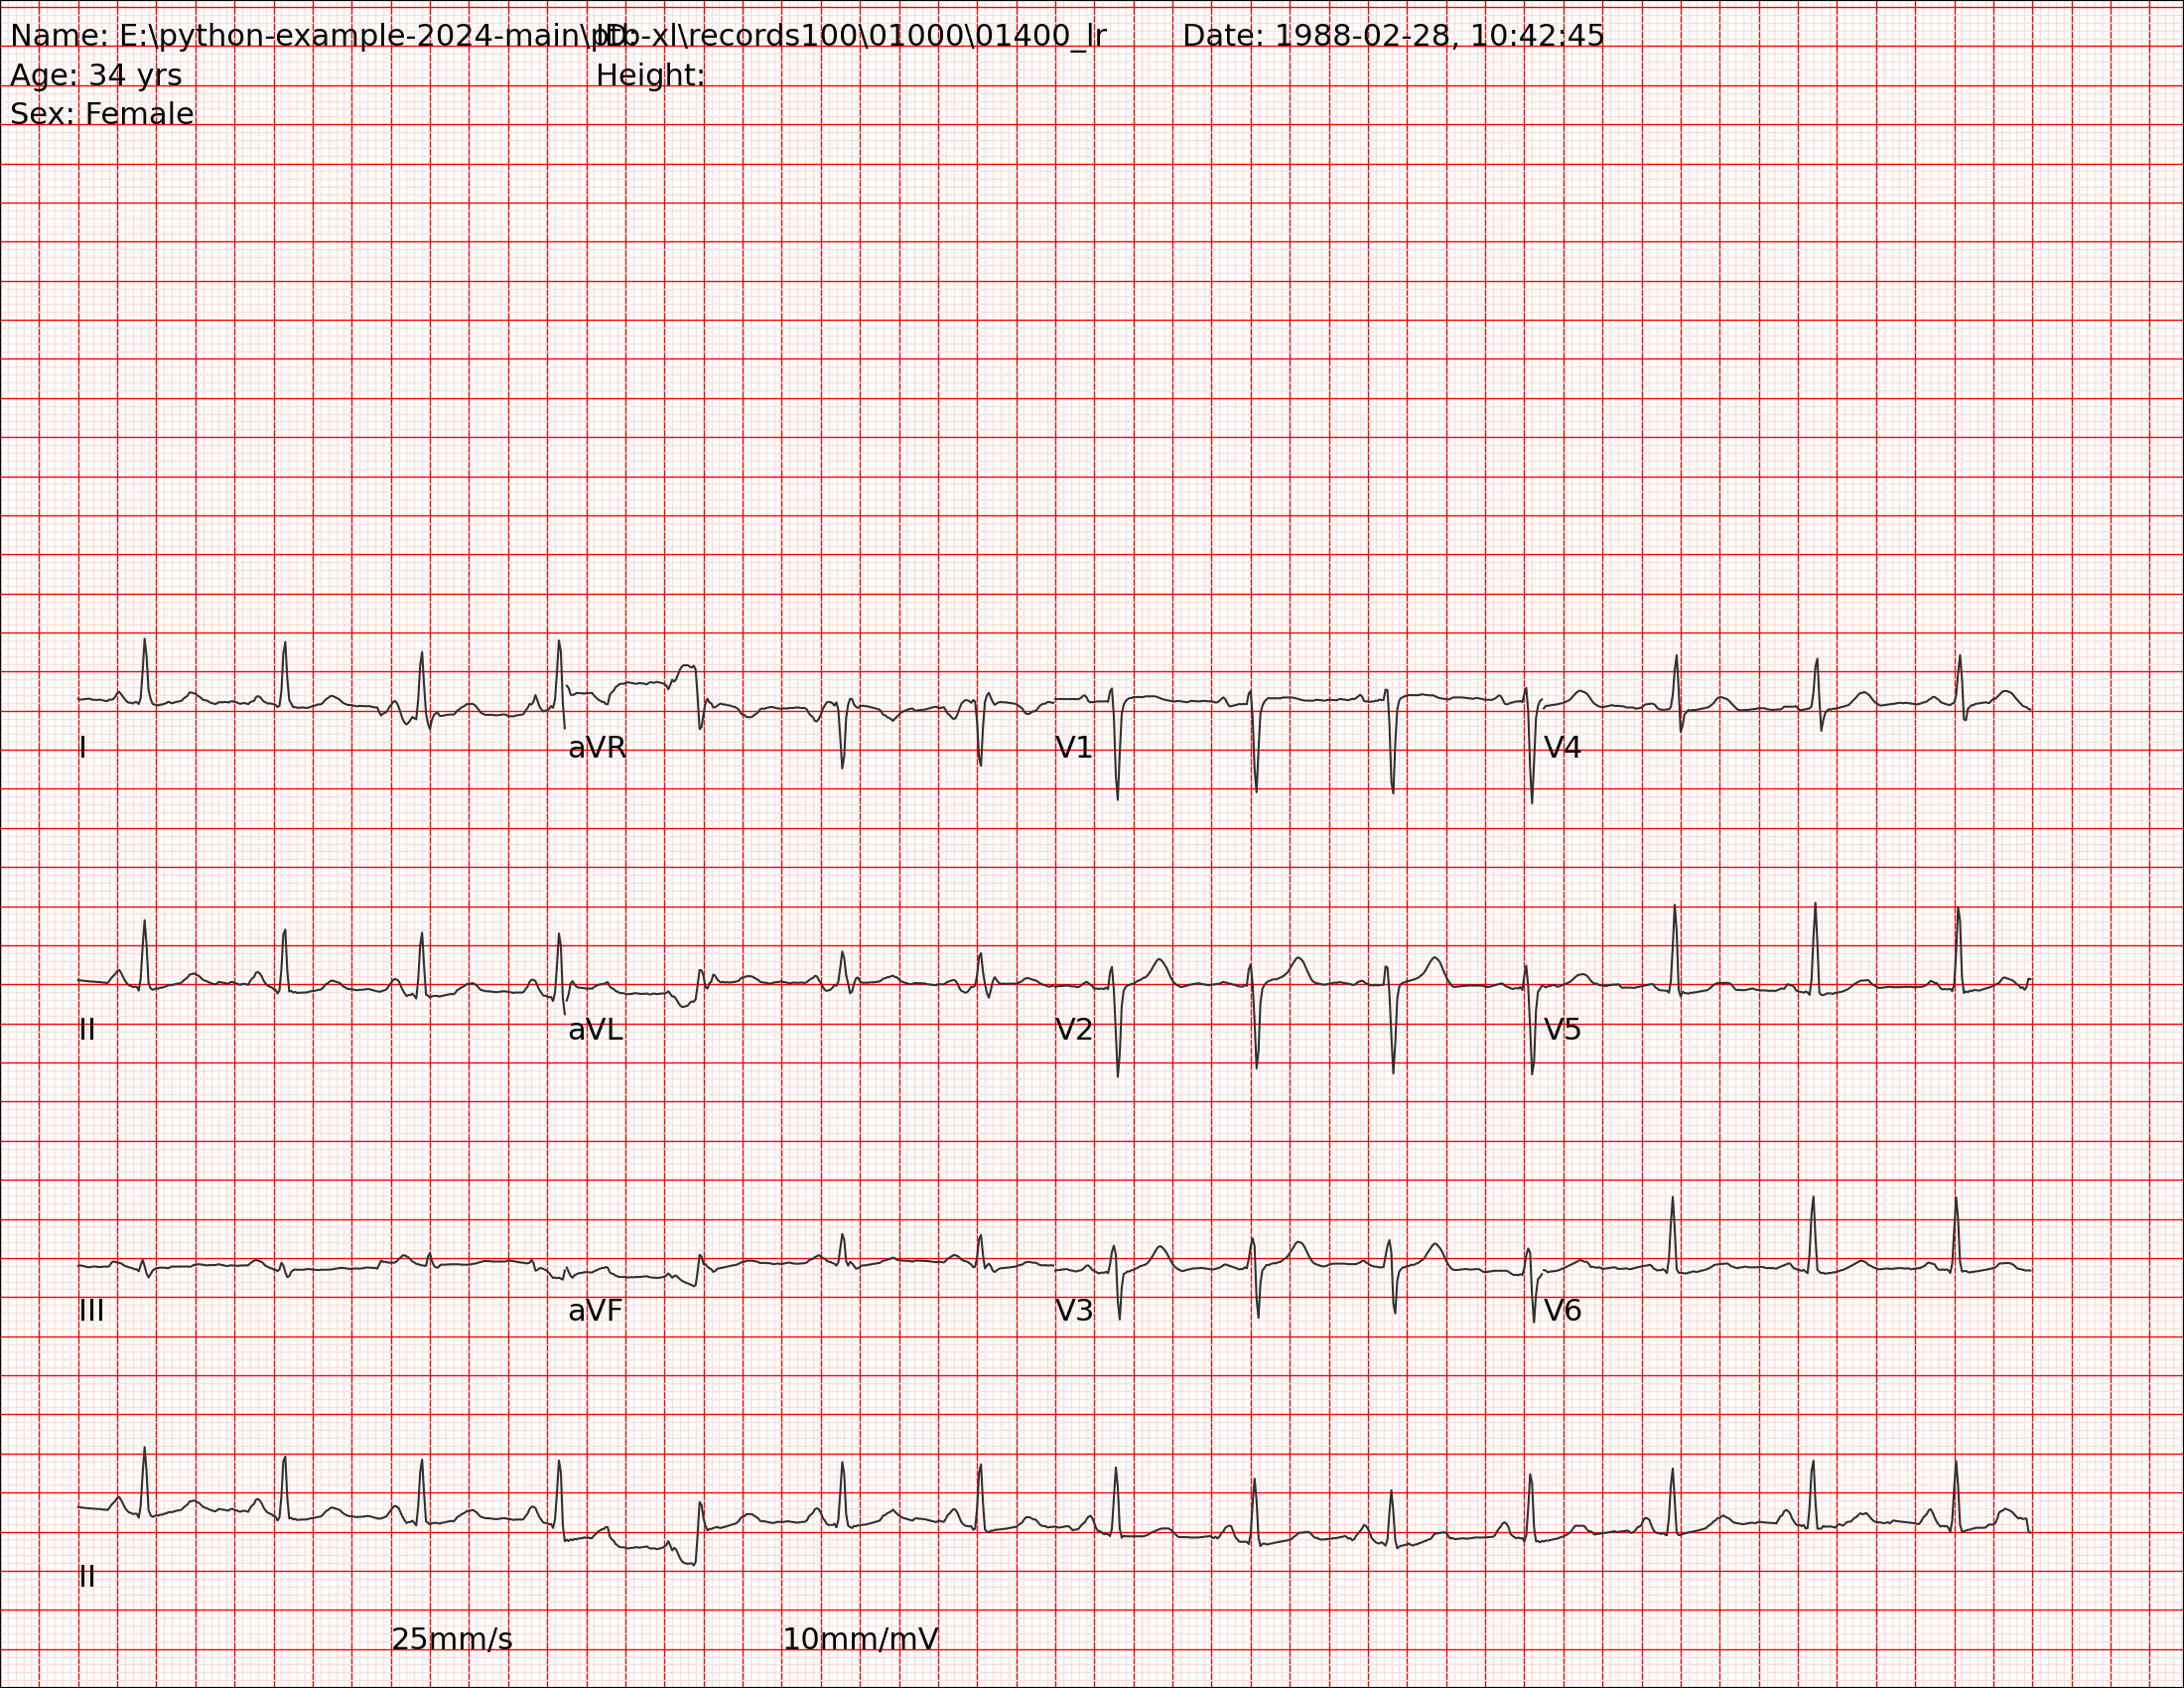 Name: E:\python-example-2024-main\ptb-xl\records100\01000\01400_lr ID: Date: 1988-02-28, 10:42:45
Age: 34 yrs Height:
Sex: Female
I aVR V1 V4
II aVL V2 V5
III aVF V3 V6
II
25mm/s 10mm/mV